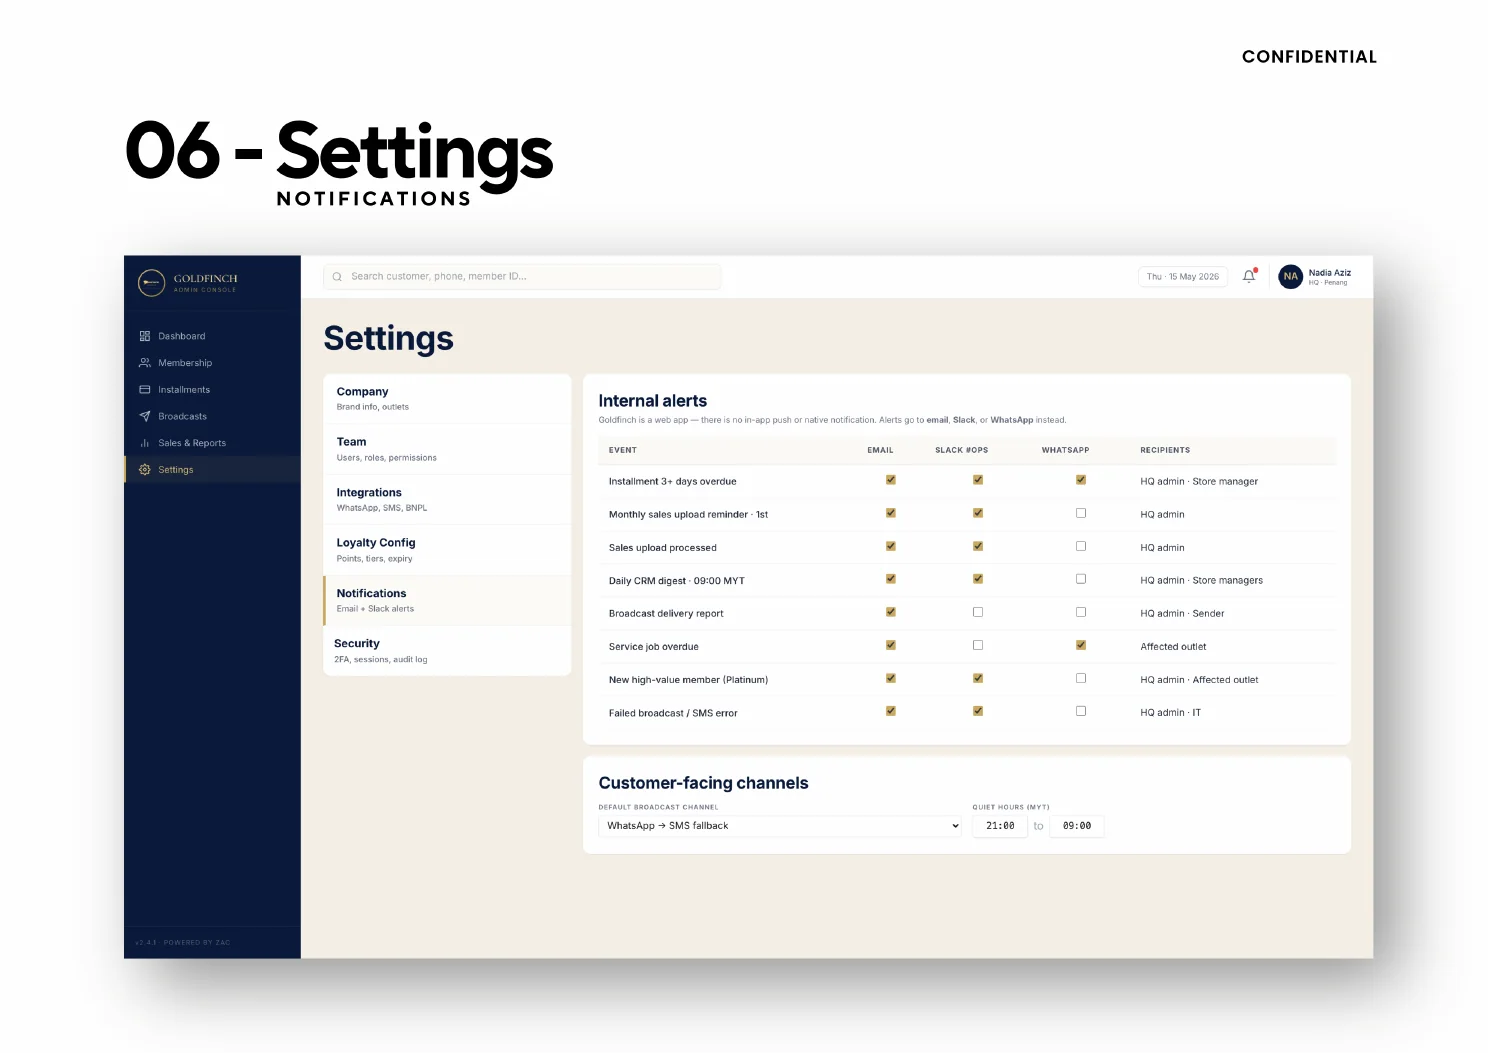 CONFIDENTIAL
06 - Settings
NOTIFICATIONS
GOLDFINCH
ADMIN CONSOLE
Search customer, phone, member ID...
Thu · 15 May 2026
NA
Nadia Aziz
HQ · Penang
Dashboard
Membership
Installments
Broadcasts
Sales & Reports
Settings
Settings
Company
Brand info, outlets
Team
Users, roles, permissions
Integrations
WhatsApp, SMS, BNPL
Loyalty Config
Points, tiers, expiry
Notifications
Email + Slack alerts
Security
2FA, sessions, audit log
Internal alerts
Goldfinch is a web app — there is no in-app push or native notification. Alerts go to email, Slack, or WhatsApp instead.
EVENT EMAIL SLACK #OPS WHATSAPP RECIPIENTS
Installment 3+ days overdue HQ admin · Store manager
Monthly sales upload reminder · 1st HQ admin
Sales upload processed HQ admin
Daily CRM digest · 09:00 MYT HQ admin · Store managers
Broadcast delivery report HQ admin · Sender
Service job overdue Affected outlet
New high-value member (Platinum) HQ admin · Affected outlet
Failed broadcast / SMS error HQ admin · IT
Customer-facing channels
DEFAULT BROADCAST CHANNEL QUIET HOURS (MYT)
WhatsApp → SMS fallback 21:00 to 09:00
POWERED BY ZAC